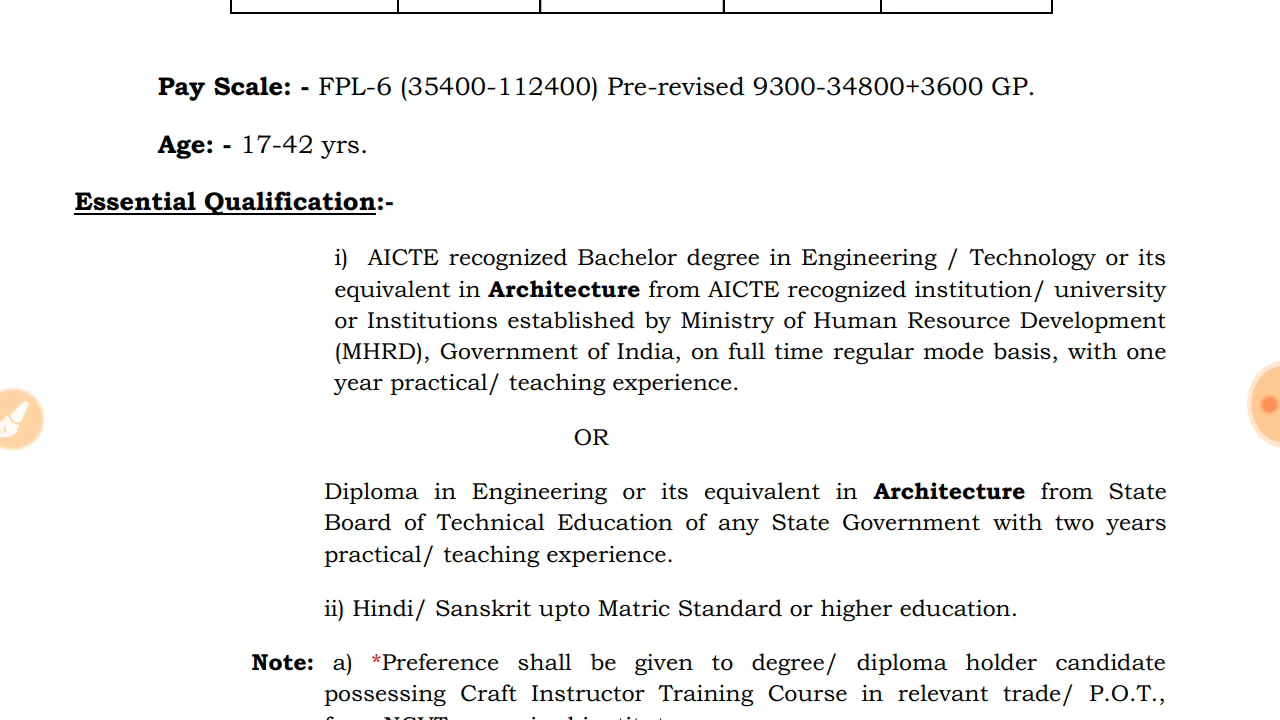 Pay Scale: - FPL-6 (35400-112400) Pre-revised 9300-34800+3600 GP.
Age: - 17-42 yrs.
Essential Qualification:-
i) AICTE recognized Bachelor degree in Engineering / Technology or its
equivalent in Architecture from AICTE recognized institution/ university
or Institutions established by Ministry of Human Resource Development
(MHRD), Government of India, on full time regular mode basis, with one
year practical/ teaching experience.
OR
Diploma in Engineering or its equivalent in Architecture from State
Board of Technical Education of any State Government with two years
practical/ teaching experience.
ii) Hindi/ Sanskrit upto Matric Standard or higher education.
Note: a) *Preference shall be given to degree/ diploma holder candidate
possessing Craft Instructor Training Course in relevant trade/ P.O.T.,